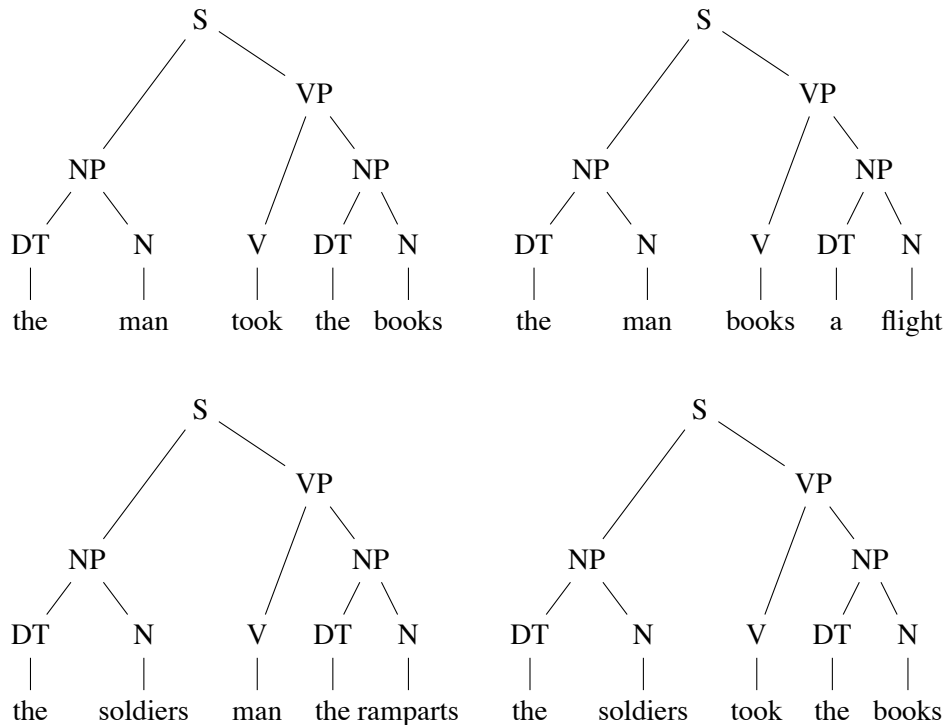 S S
VP VP
NP NP NP NP
DT N V DT N DT N V DT N
the man took the books the man books a flight
S S
VP VP
NP NP NP NP
DT N V DT N DT N V DT N
the soldiers man the ramparts the soldiers took the books